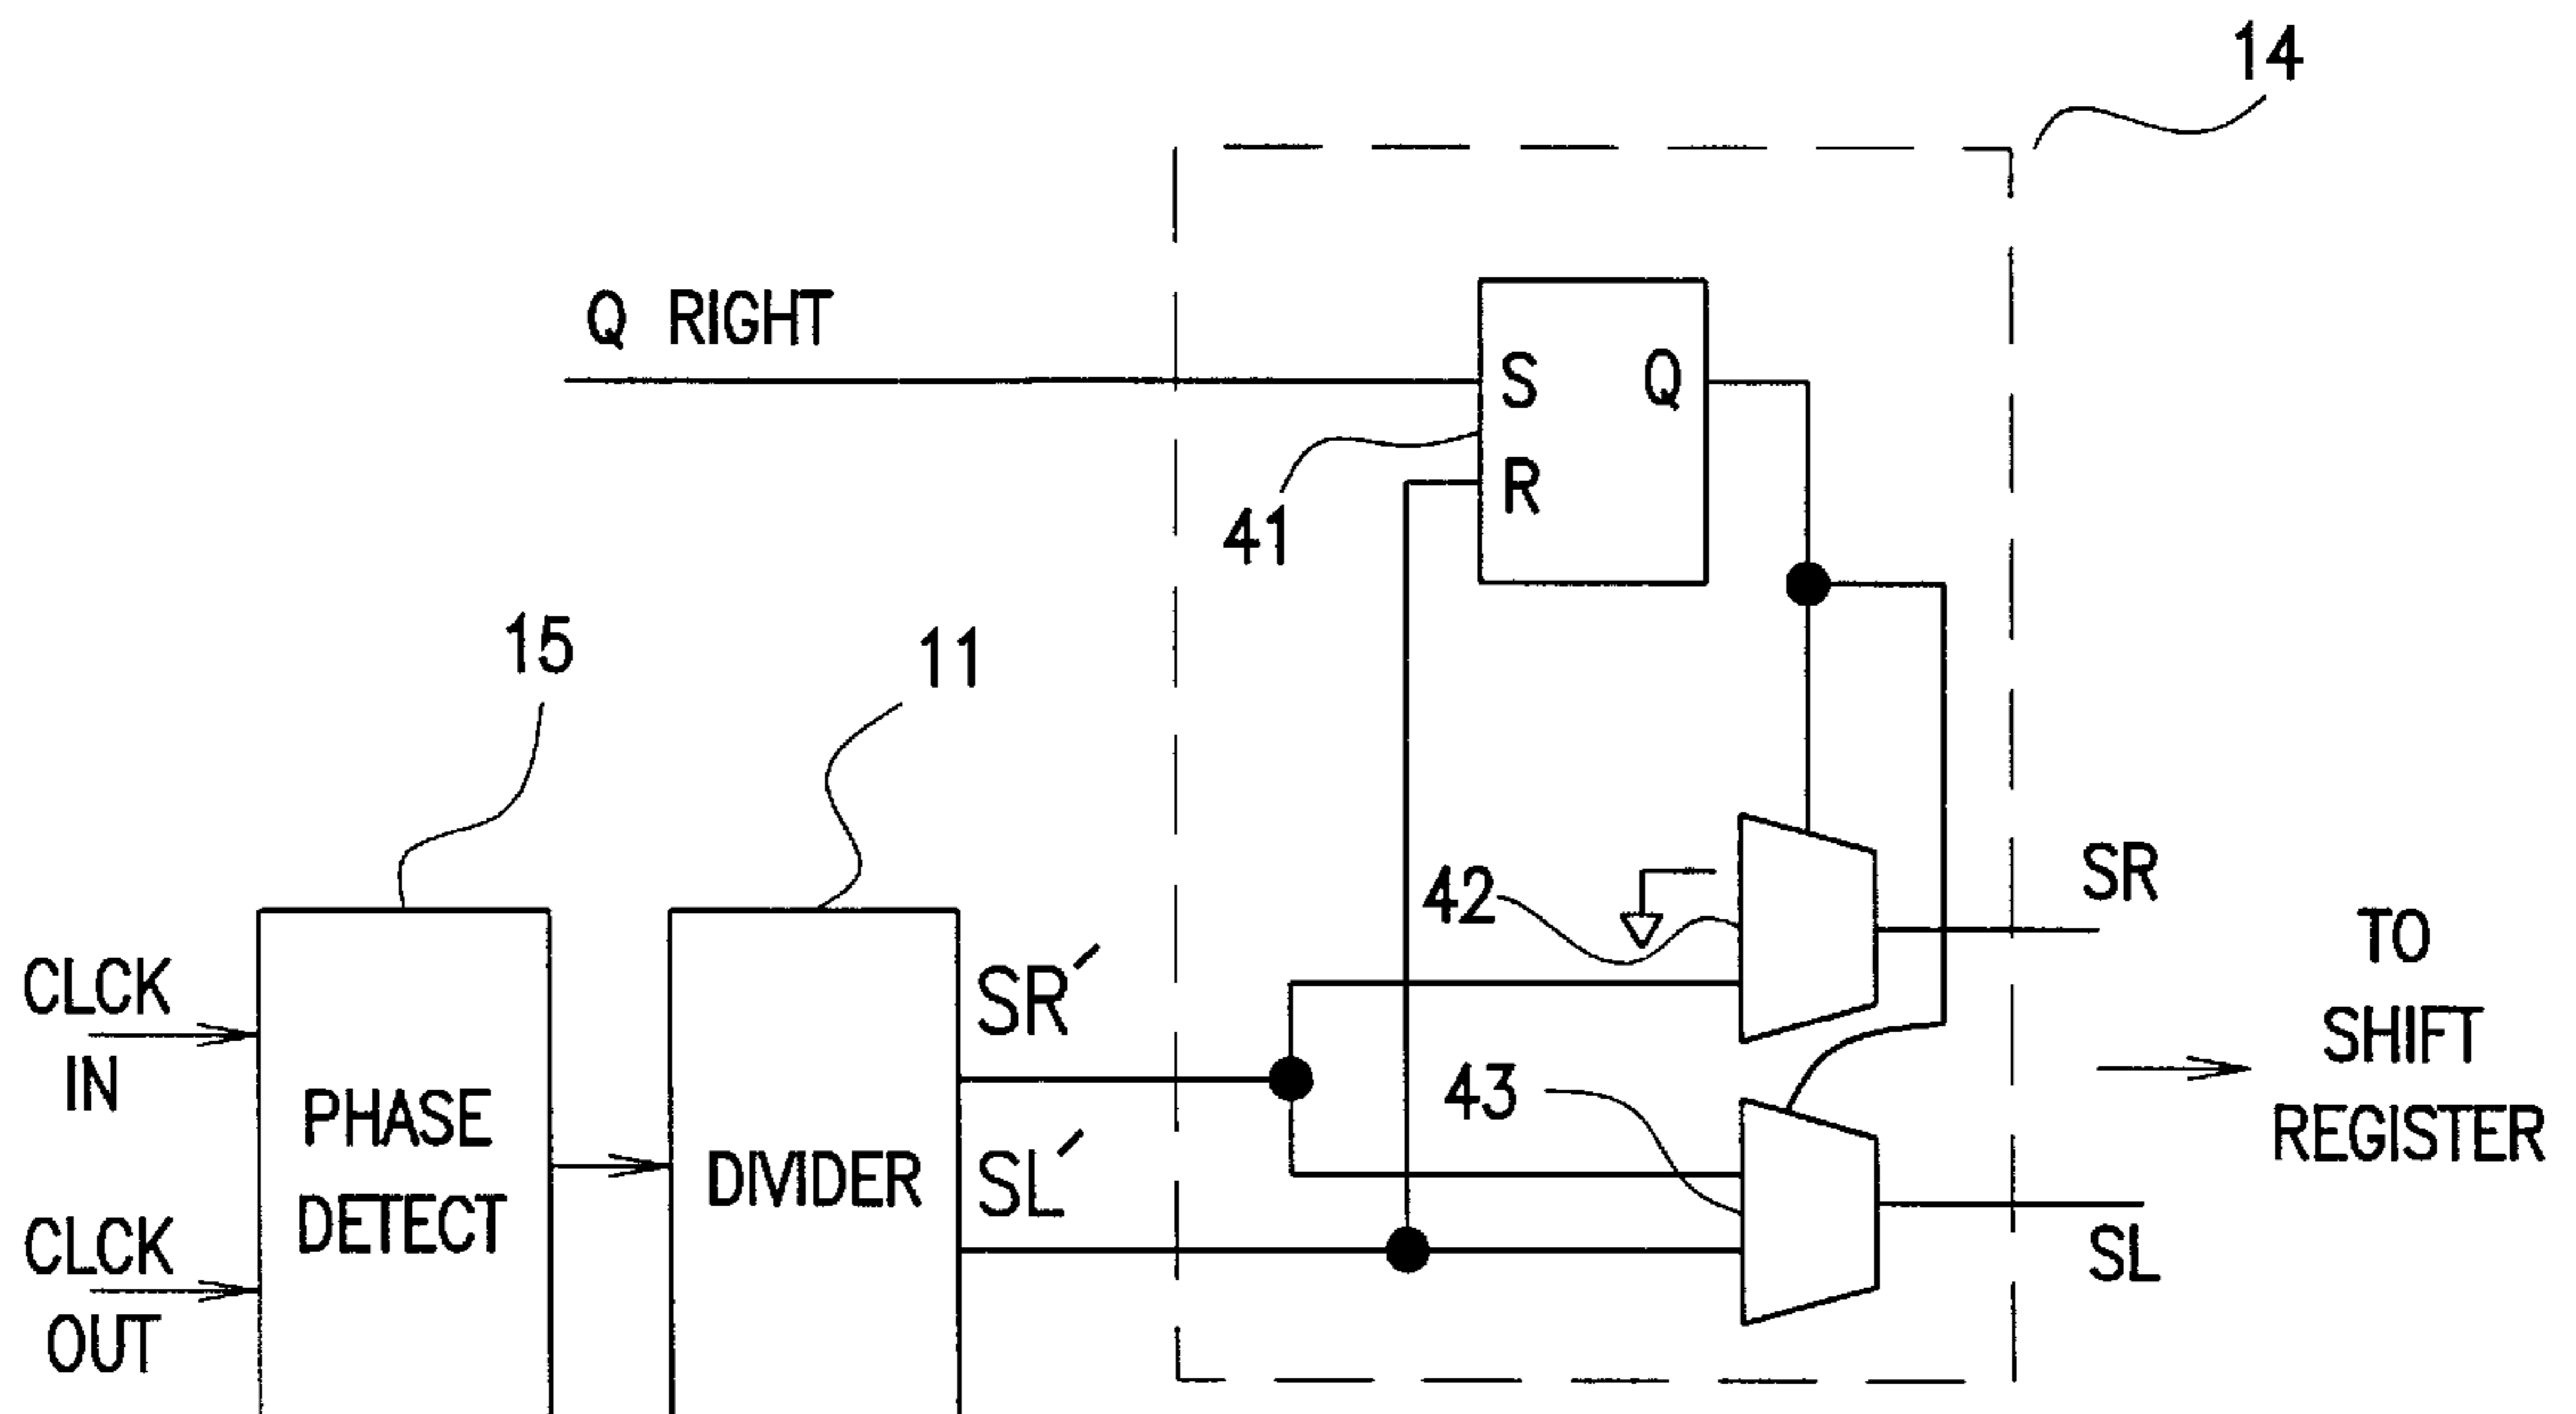 14
Q RIGHT
S Q
R
41
15
11
42
SR
TO
SHIFT
REGISTER
CLCK
IN
SR′
43
PHASE
DETECT
DIVIDER
SL′
CLCK
OUT
SL